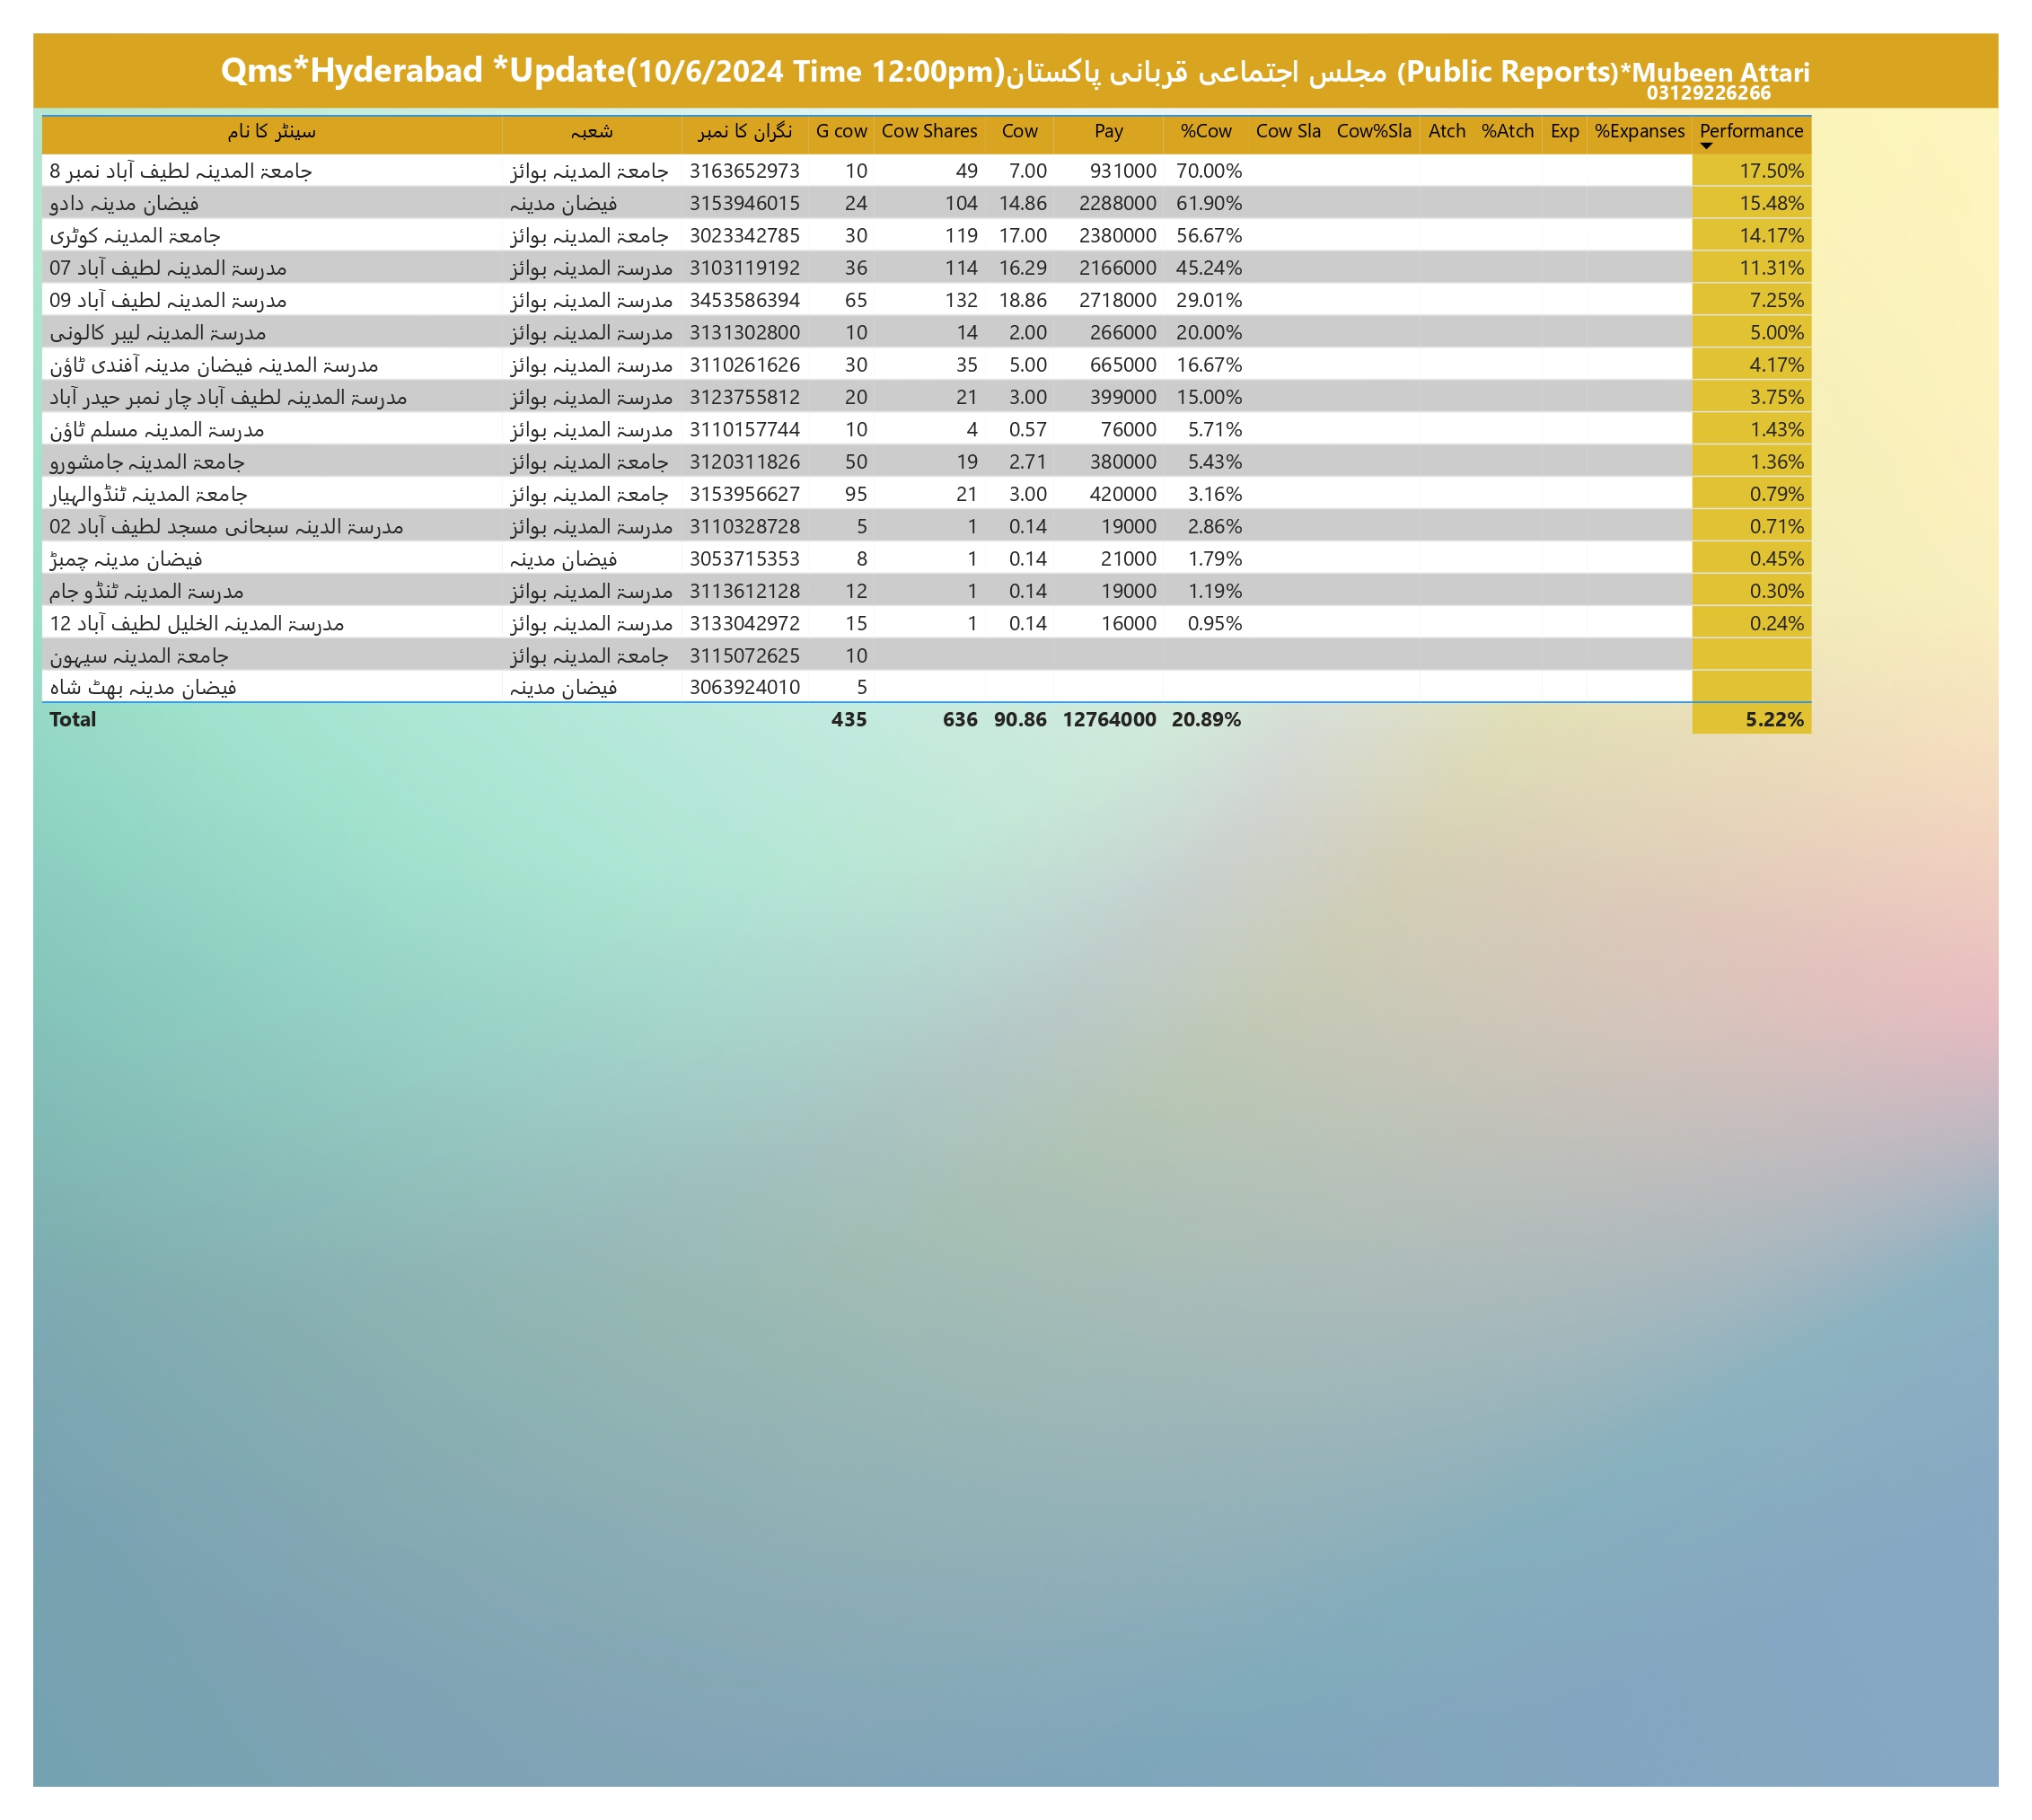 Qms*Hyderabad *Update(10/6/2024 Time 12:00pm)مجلس اجتماعی قربانی پاکستان (Public Reports)*Mubeen Attari
03129226266
سینٹر کا نام شعبہ نگران کا نمبر G cow Cow Shares Cow Pay %Cow Cow Sla Cow%Sla Atch %Atch Exp %Expanses Performance
جامعۃ المدینہ لطیف آباد نمبر 8 جامعۃ المدینہ بوائز 3163652973 10 49 7.00 931000 70.00% 17.50%
فیضان مدینہ دادو فیضان مدینہ 3153946015 24 104 14.86 2288000 61.90% 15.48%
جامعۃ المدینہ کوٹری جامعۃ المدینہ بوائز 3023342785 30 119 17.00 2380000 56.67% 14.17%
مدرسۃ المدینہ لطیف آباد 07 مدرسۃ المدینہ بوائز 3103119192 36 114 16.29 2166000 45.24% 11.31%
مدرسۃ المدینہ لطیف آباد 09 مدرسۃ المدینہ بوائز 3453586394 65 132 18.86 2718000 29.01% 7.25%
مدرسۃ المدینہ لیبر کالونی مدرسۃ المدینہ بوائز 3131302800 10 14 2.00 266000 20.00% 5.00%
مدرسۃ المدینہ فیضان مدینہ آفندی ٹاؤن مدرسۃ المدینہ بوائز 3110261626 30 35 5.00 665000 16.67% 4.17%
مدرسۃ المدینہ لطیف آباد چار نمبر حیدر آباد مدرسۃ المدینہ بوائز 3123755812 20 21 3.00 399000 15.00% 3.75%
مدرسۃ المدینہ مسلم ٹاؤن مدرسۃ المدینہ بوائز 3110157744 10 4 0.57 76000 5.71% 1.43%
جامعۃ المدینہ جامشورو جامعۃ المدینہ بوائز 3120311826 50 19 2.71 380000 5.43% 1.36%
جامعۃ المدینہ ٹنڈوالہیار جامعۃ المدینہ بوائز 3153956627 95 21 3.00 420000 3.16% 0.79%
مدرسۃ الدینہ سبحانی مسجد لطیف آباد 02 مدرسۃ المدینہ بوائز 3110328728 5 1 0.14 19000 2.86% 0.71%
فیضان مدینہ چمبڑ فیضان مدینہ 3053715353 8 1 0.14 21000 1.79% 0.45%
مدرسۃ المدینہ ٹنڈو جام مدرسۃ المدینہ بوائز 3113612128 12 1 0.14 19000 1.19% 0.30%
مدرسۃ المدینہ الخلیل لطیف آباد 12 مدرسۃ المدینہ بوائز 3133042972 15 1 0.14 16000 0.95% 0.24%
جامعۃ المدینہ سیہون جامعۃ المدینہ بوائز 3115072625 10
فیضان مدینہ بھٹ شاہ فیضان مدینہ 3063924010 5
Total 435 636 90.86 12764000 20.89% 5.22%